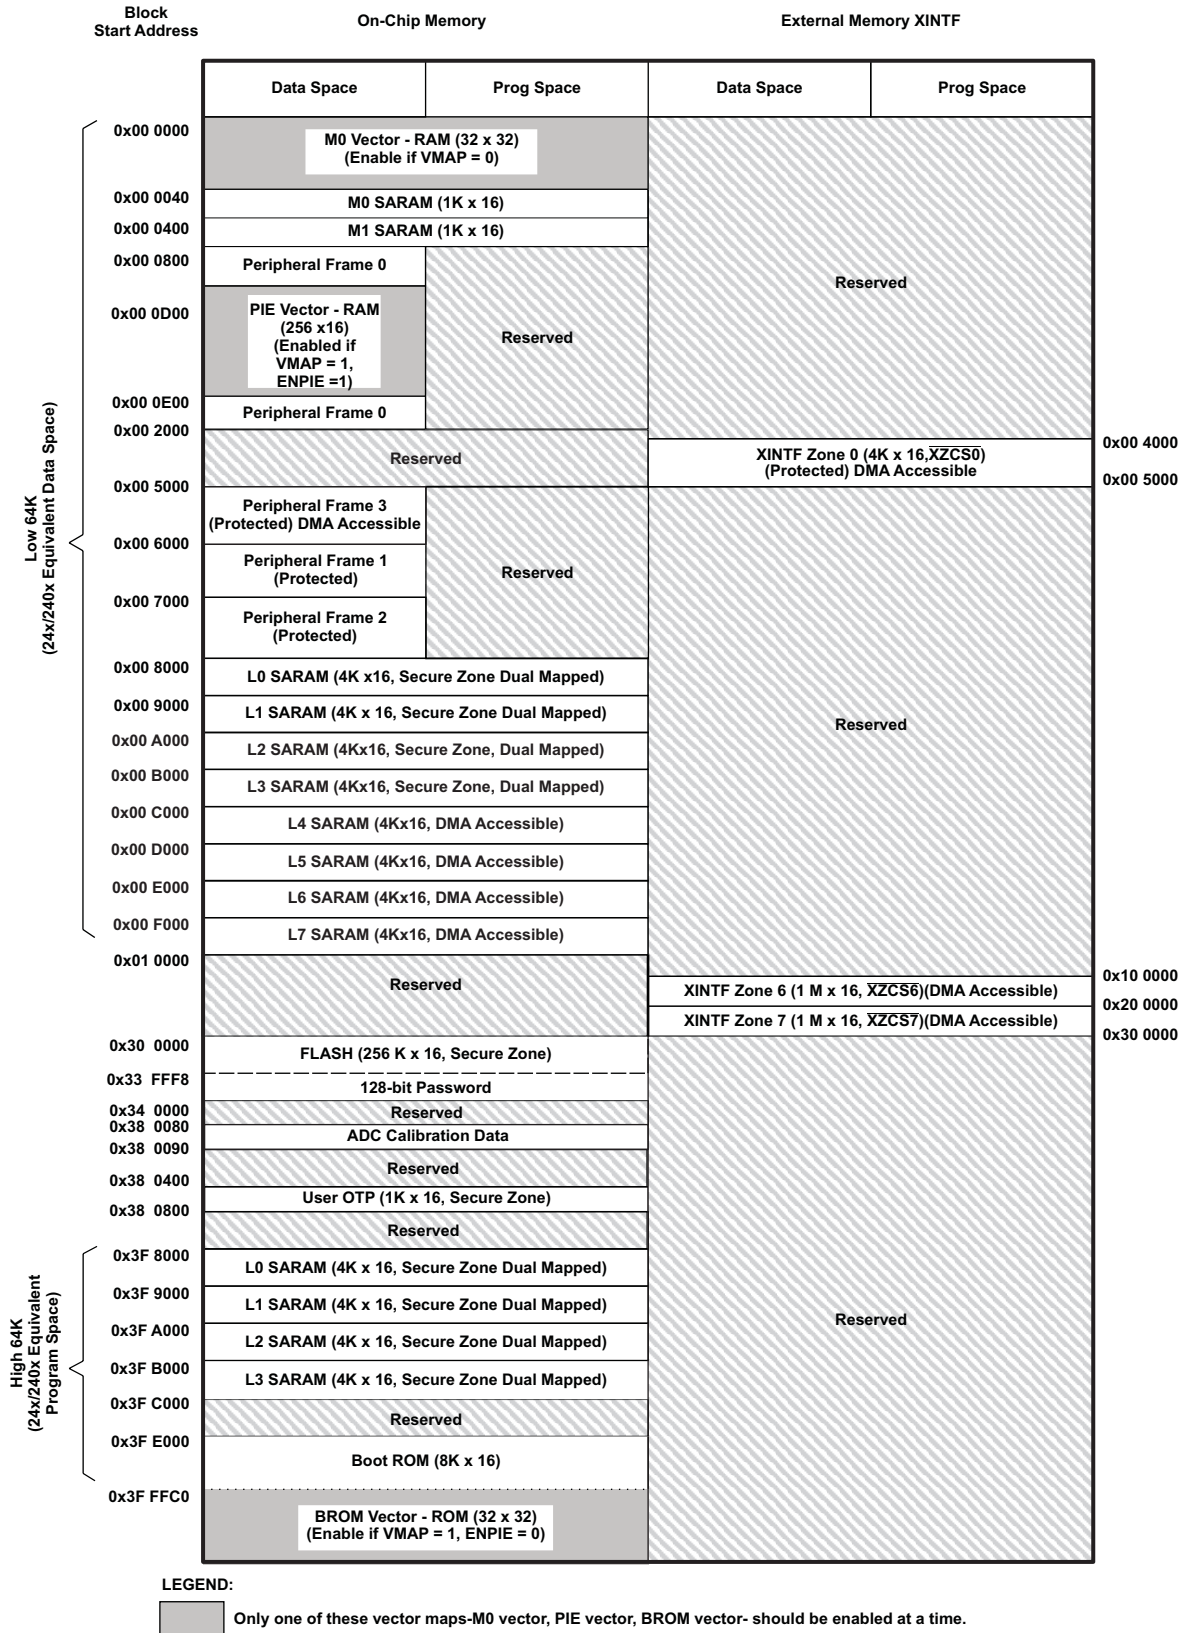 Block
Start Address
On-Chip Memory
External Memory XINTF
Data Space
Prog Space
Data Space
Prog Space
0x00 0000
M0 Vector - RAM (32 x 32)
(Enable if VMAP = 0)
0x00 0040
M0 SARAM (1K x 16)
0x00 0400
M1 SARAM (1K x 16)
0x00 0800
Peripheral Frame 0
Reserved
0x00 0D00
PIE Vector - RAM
(256 x16)
(Enabled if
VMAP = 1,
ENPIE =1)
Reserved
0x00 0E00
Peripheral Frame 0
0x00 2000
Reserved
XINTF Zone 0 (4K x 16,XZCS0)
(Protected) DMA Accessible
0x00 4000
0x00 5000
0x00 5000
Peripheral Frame 3
(Protected) DMA Accessible
0x00 6000
Peripheral Frame 1
(Protected)
Reserved
0x00 7000
Peripheral Frame 2
(Protected)
Low 64K
(24x/240x Equivalent Data Space)
0x00 8000
L0 SARAM (4K x16, Secure Zone Dual Mapped)
0x00 9000
L1 SARAM (4K x 16, Secure Zone Dual Mapped)
Reserved
0x00 A000
L2 SARAM (4Kx16, Secure Zone, Dual Mapped)
0x00 B000
L3 SARAM (4Kx16, Secure Zone, Dual Mapped)
0x00 C000
L4 SARAM (4Kx16, DMA Accessible)
0x00 D000
L5 SARAM (4Kx16, DMA Accessible)
0x00 E000
L6 SARAM (4Kx16, DMA Accessible)
0x00 F000
L7 SARAM (4Kx16, DMA Accessible)
0x01 0000
Reserved
0x10 0000
XINTF Zone 6 (1 M x 16, XZCS6)(DMA Accessible)
0x20 0000
XINTF Zone 7 (1 M x 16, XZCS7)(DMA Accessible)
0x30 0000
0x30 0000
FLASH (256 K x 16, Secure Zone)
0x33 FFF8
128-bit Password
0x34 0000
Reserved
0x38 0080
ADC Calibration Data
0x38 0090
Reserved
0x38 0400
User OTP (1K x 16, Secure Zone)
0x38 0800
Reserved
0x3F 8000
L0 SARAM (4K x 16, Secure Zone Dual Mapped)
0x3F 9000
L1 SARAM (4K x 16, Secure Zone Dual Mapped)
Reserved
0x3F A000
L2 SARAM (4K x 16, Secure Zone Dual Mapped)
High 64K
(24x/240x Equivalent
Program Space)
0x3F B000
L3 SARAM (4K x 16, Secure Zone Dual Mapped)
0x3F C000
Reserved
0x3F E000
Boot ROM (8K x 16)
0x3F FFC0
BROM Vector - ROM (32 x 32)
(Enable if VMAP = 1, ENPIE = 0)
LEGEND:
Only one of these vector maps-M0 vector, PIE vector, BROM vector- should be enabled at a time.